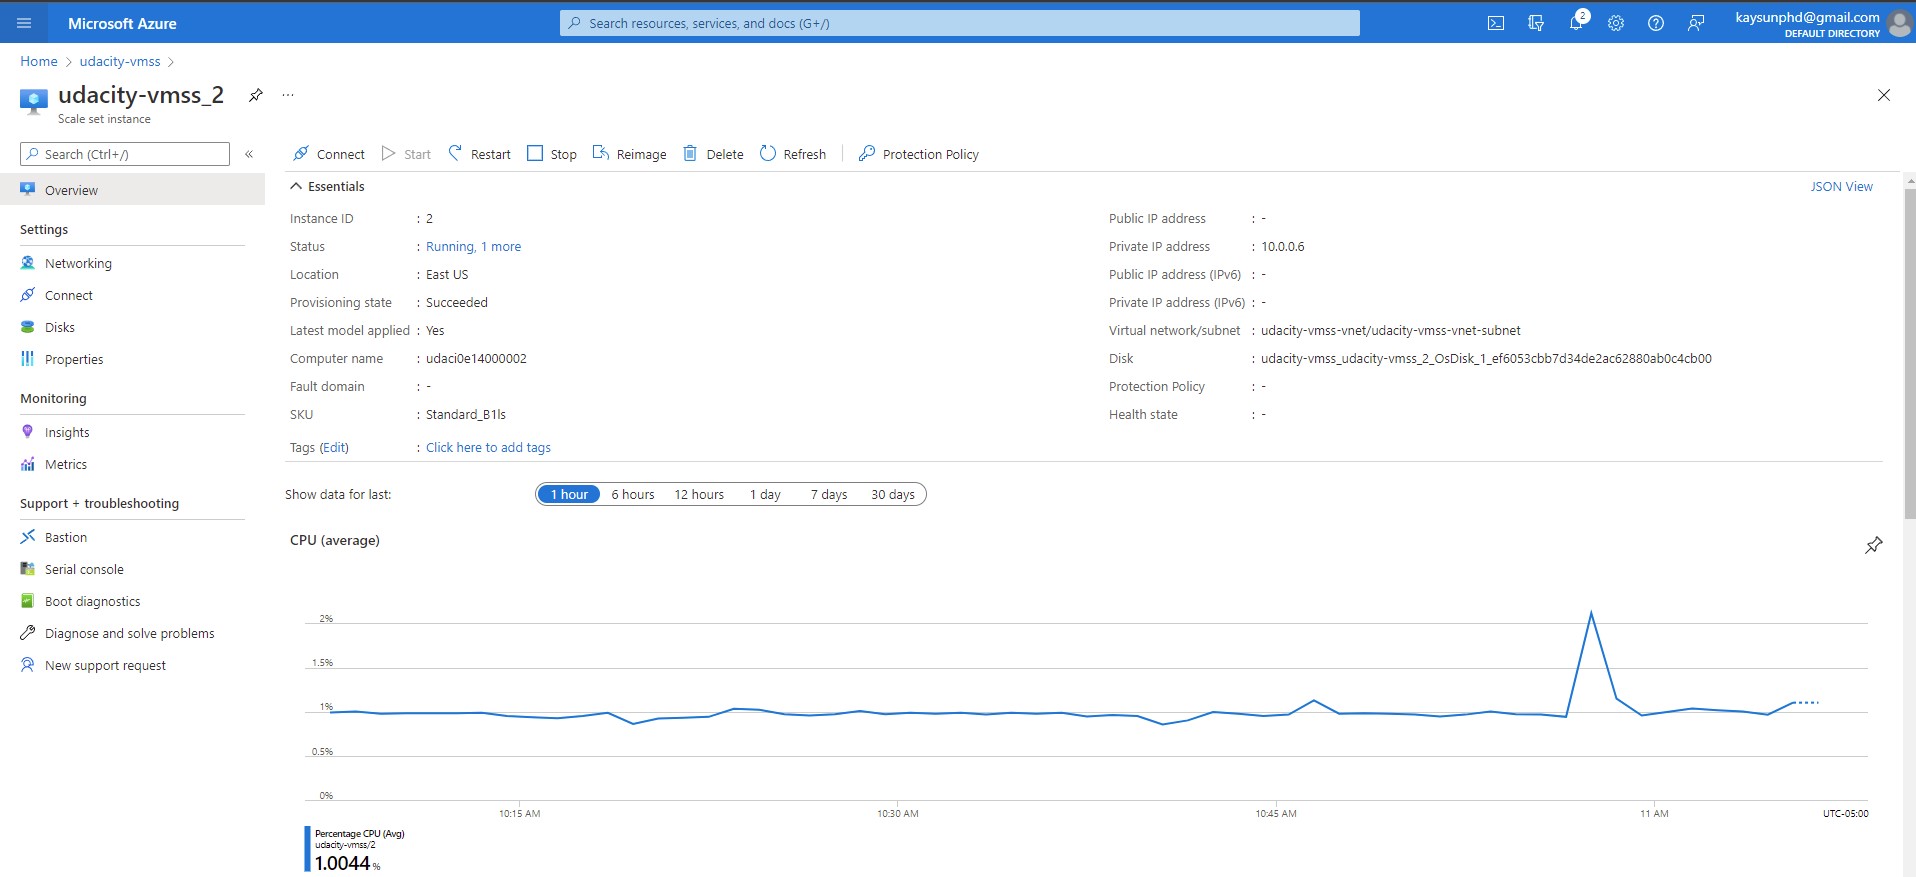 Microsoft Azure
Search resources, services, and docs (G+/)
2
kaysunphd@gmail.com
DEFAULT DIRECTORY
Home > udacity-vmss >
udacity-vmss_2
...
Scale set instance
Search (Ctrl+/)
«
Connect Start Restart Stop Reimage Delete Refresh Protection Policy
Overview
Settings
Networking
Connect
Disks
Properties
Monitoring
Insights
Metrics
Support + troubleshooting
Bastion
Serial console
Boot diagnostics
Diagnose and solve problems
New support request
Essentials
JSON View
Instance ID : 2
Status : Running, 1 more
Location : East US
Provisioning state : Succeeded
Latest model applied : Yes
Computer name : udaci0e14000002
Fault domain : -
SKU : Standard_B1ls
Tags (Edit) : Click here to add tags
Public IP address : -
Private IP address : 10.0.0.6
Public IP address (IPv6) : -
Private IP address (IPv6) : -
Virtual network/subnet : udacity-vmss-vnet/udacity-vmss-vnet-subnet
Disk : udacity-vmss_udacity-vmss_2_OsDisk_1_ef6053cbb7d34de2ac62880ab0c4cb00
Protection Policy : -
Health state : -
Show data for last: 1 hour 6 hours 12 hours 1 day 7 days 30 days
CPU (average)
2%
1.5%
1%
0.5%
0%
10:15 AM 10:30 AM 10:45 AM 11 AM UTC-05:00
Percentage CPU (Avg)
udacity-vmss/2
1.0044 %